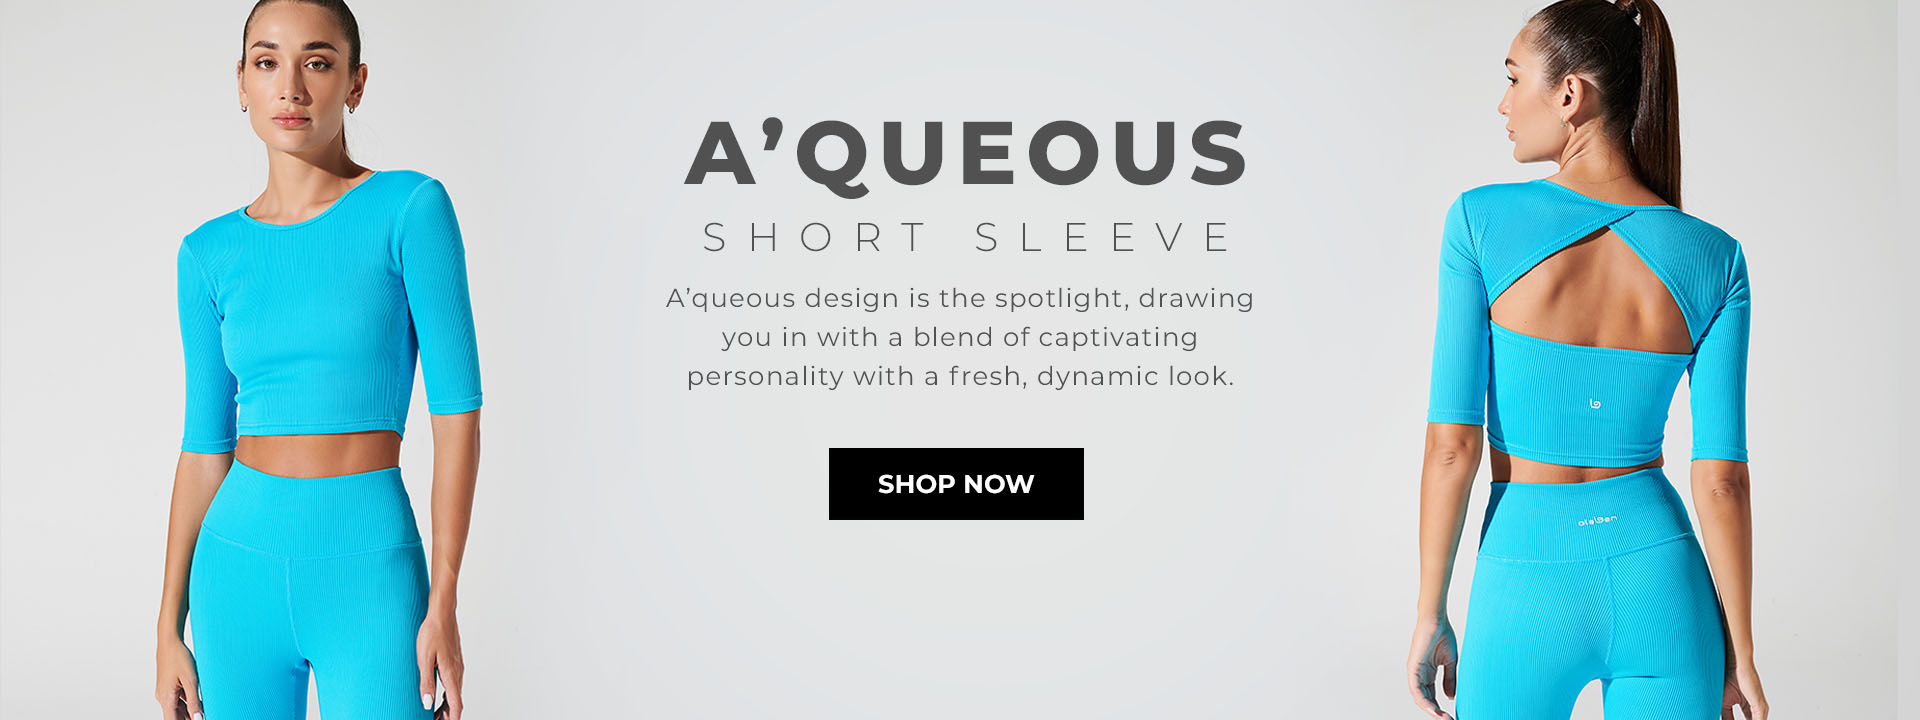 A’QUEOUS
SHORT SLEEVE
A’queous design is the spotlight, drawing
you in with a blend of captivating
personality with a fresh, dynamic look.
SHOP NOW
olaben